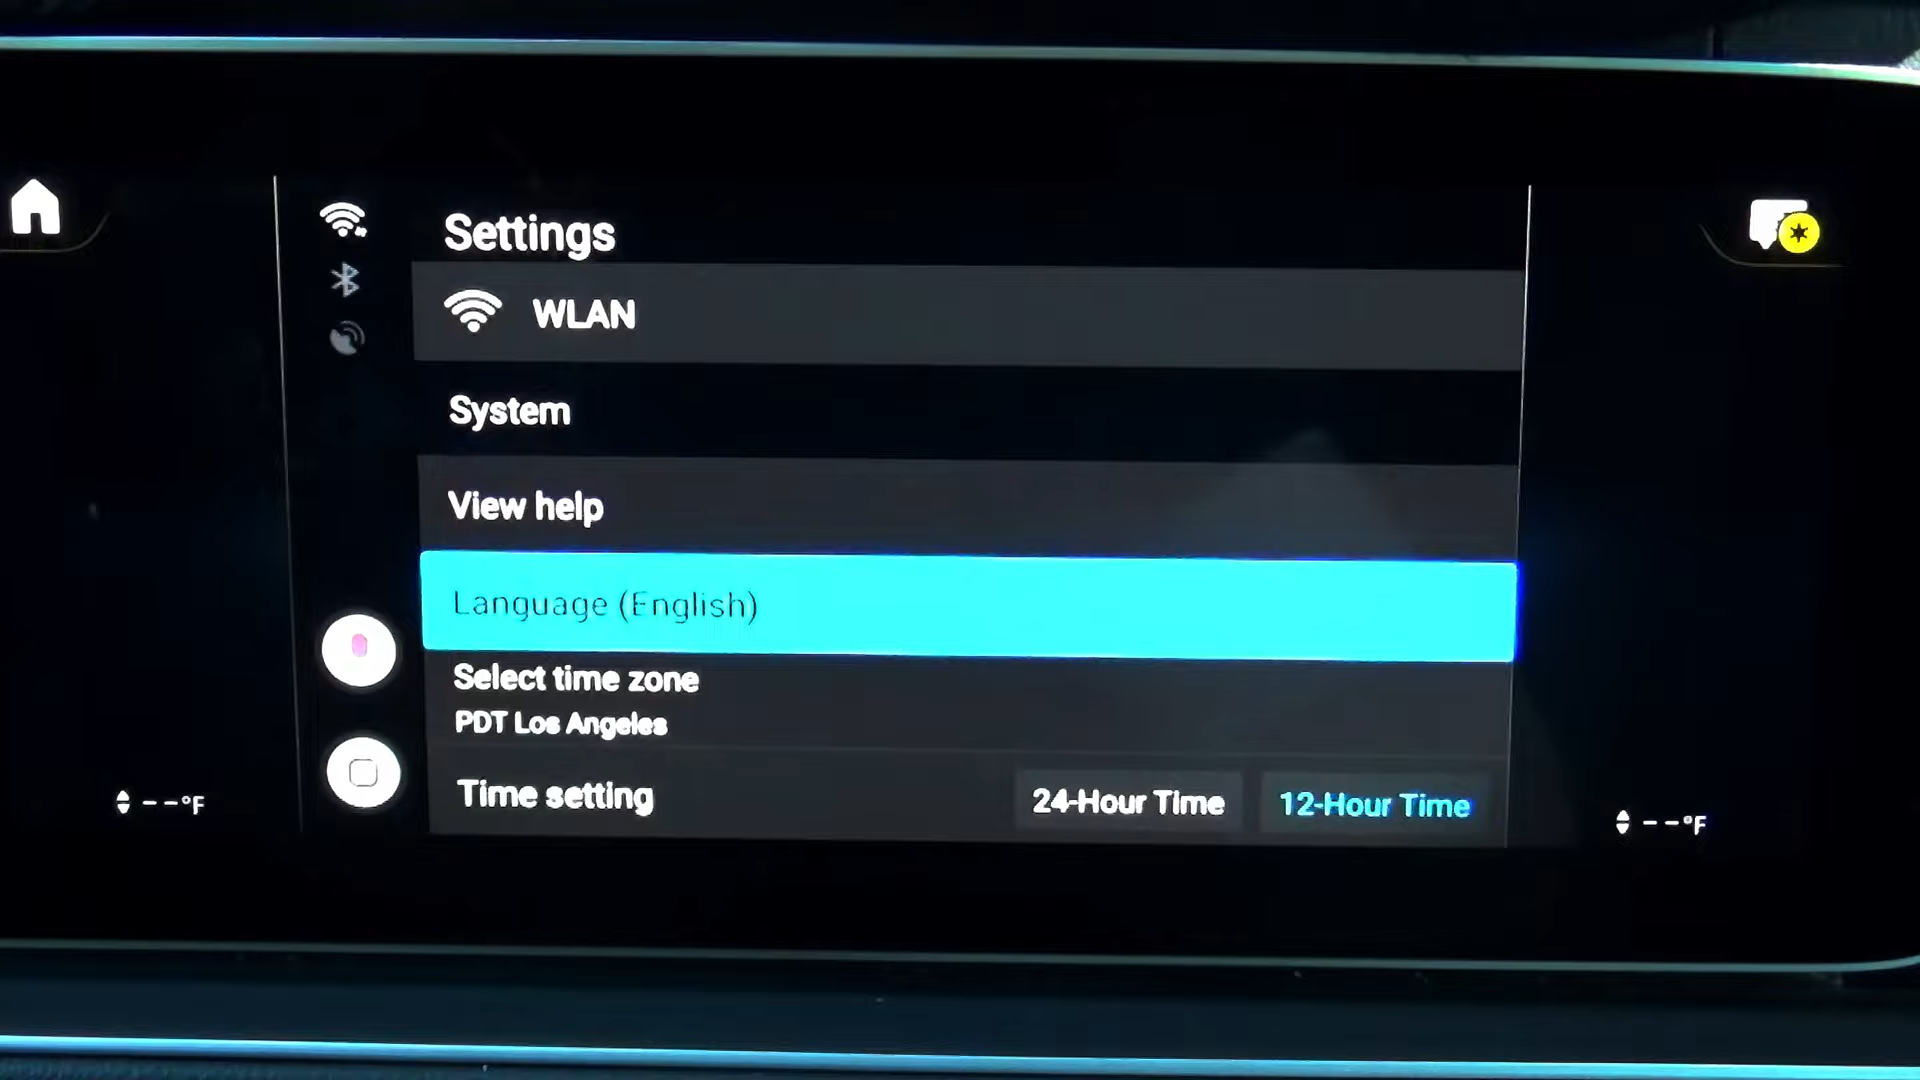 Settings
WLAN
System
View help
Language (English)
Select time zone
PDT Los Angeles
Time setting
24-Hour Time
12-Hour Time
--°F
--°F